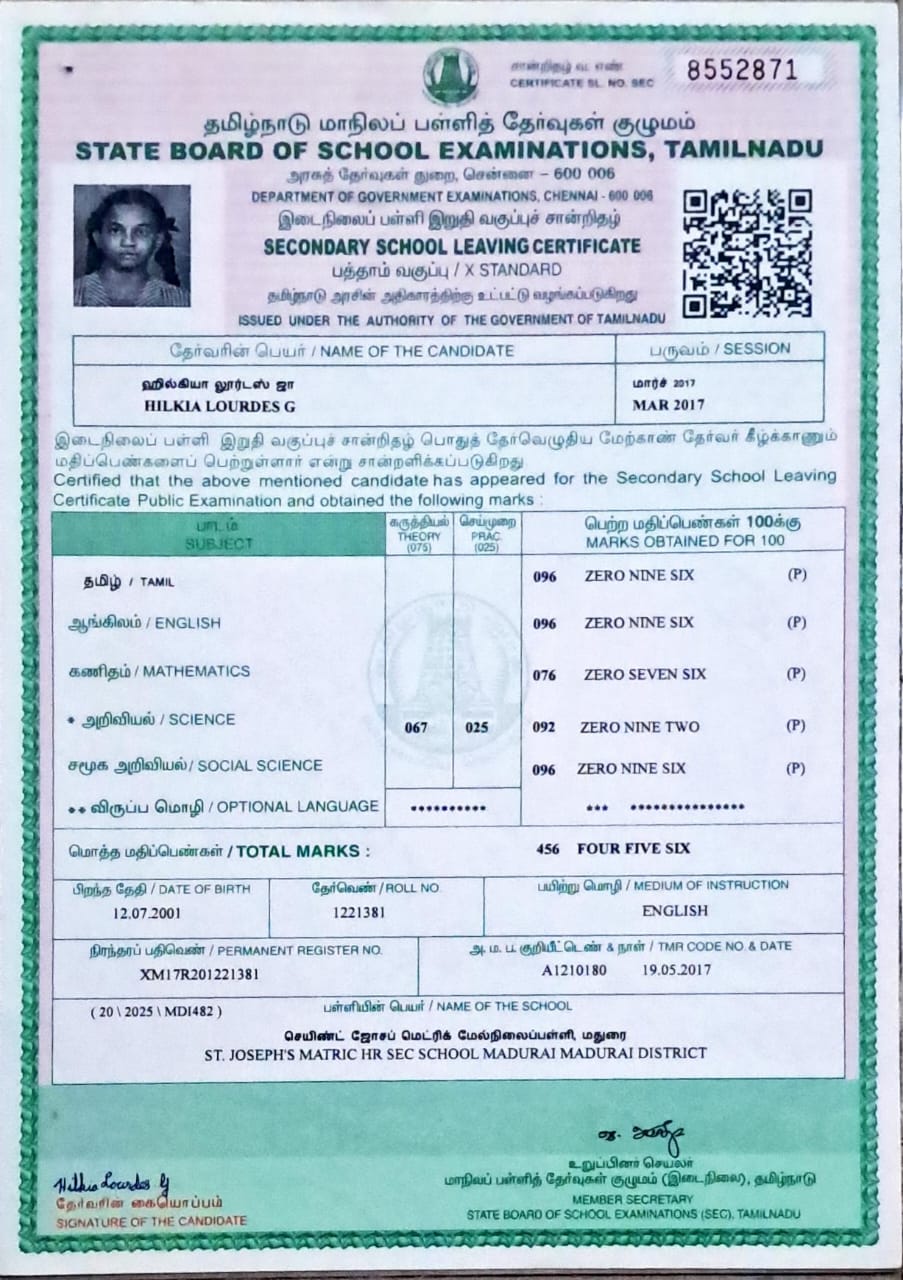 சான்றிதழ் வ. எண்
CERTIFICATE SL. NO. SEC 8552871
தமிழ்நாடு மாநிலப் பள்ளித் தேர்வுகள் குழுமம்
STATE BOARD OF SCHOOL EXAMINATIONS, TAMILNADU
அரசுத் தேர்வுகள் துறை, சென்னை – 600 006
DEPARTMENT OF GOVERNMENT EXAMINATIONS, CHENNAI - 600 006
இடைநிலைப் பள்ளி இறுதி வகுப்புச் சான்றிதழ்
SECONDARY SCHOOL LEAVING CERTIFICATE
பத்தாம் வகுப்பு / X STANDARD
தமிழ்நாடு அரசின் அதிகாரத்திற்கு உட்பட்டு வழங்கப்படுகிறது
ISSUED UNDER THE AUTHORITY OF THE GOVERNMENT OF TAMILNADU
தேர்வரின் பெயர் / NAME OF THE CANDIDATE பருவம் / SESSION
ஹில்கியா லூர்டஸ் ஜா மார்ச் 2017
HILKIA LOURDES G MAR 2017
இடைநிலைப் பள்ளி இறுதி வகுப்புச் சான்றிதழ் பொதுத் தேர்வெழுதிய மேற்காண் தேர்வர் கீழ்க்காணும்
மதிப்பெண்களைப் பெற்றுள்ளார் என்று சான்றளிக்கப்படுகிறது
Certified that the above mentioned candidate has appeared for the Secondary School Leaving
Certificate Public Examination and obtained the following marks :
பாடம் கருத்தியல் செய்முறை பெற்ற மதிப்பெண்கள் 100க்கு
SUBJECT THEORY PRAC. MARKS OBTAINED FOR 100
(075) (025)
தமிழ் / TAMIL 096 ZERO NINE SIX (P)
ஆங்கிலம் / ENGLISH 096 ZERO NINE SIX (P)
கணிதம் / MATHEMATICS 076 ZERO SEVEN SIX (P)
* அறிவியல் / SCIENCE 067 025 092 ZERO NINE TWO (P)
சமூக அறிவியல் / SOCIAL SCIENCE 096 ZERO NINE SIX (P)
** விருப்ப மொழி / OPTIONAL LANGUAGE ********** *** ***************
மொத்த மதிப்பெண்கள் / TOTAL MARKS : 456 FOUR FIVE SIX
பிறந்த தேதி / DATE OF BIRTH தேர்வெண் / ROLL NO. பயிற்று மொழி / MEDIUM OF INSTRUCTION
12.07.2001 1221381 ENGLISH
நிரந்தரப் பதிவெண் / PERMANENT REGISTER NO. அ. ம. ப. குறியீட்டெண் & நாள் / TMR CODE NO. & DATE
XM17R201221381 A1210180 19.05.2017
( 20 \ 2025 \ MDI482 ) பள்ளியின் பெயர் / NAME OF THE SCHOOL
செயிண்ட் ஜோசப் மெட்ரிக் மேல்நிலைப்பள்ளி, மதுரை
ST. JOSEPH'S MATRIC HR SEC SCHOOL MADURAI MADURAI DISTRICT
Hilkia Lourdes G
தேர்வரின் கையொப்பம்
SIGNATURE OF THE CANDIDATE
உறுப்பினர் செயலர்
மாநிலப் பள்ளித் தேர்வுகள் குழுமம் (இடைநிலை), தமிழ்நாடு
MEMBER SECRETARY
STATE BOARD OF SCHOOL EXAMINATIONS (SEC), TAMILNADU